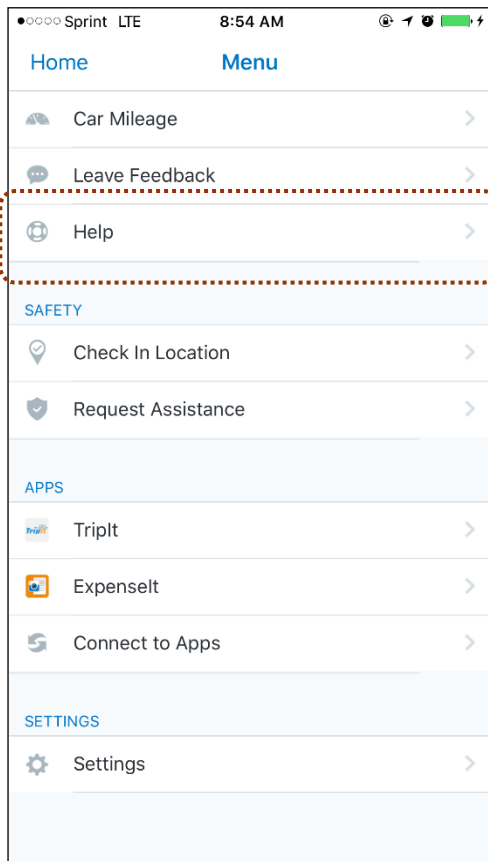 Sprint LTE 8:54 AM
Home Menu
Car Mileage
Leave Feedback
Help
SAFETY
Check In Location
Request Assistance
APPS
TripIt TripIt
ExpenseIt
Connect to Apps
SETTINGS
Settings